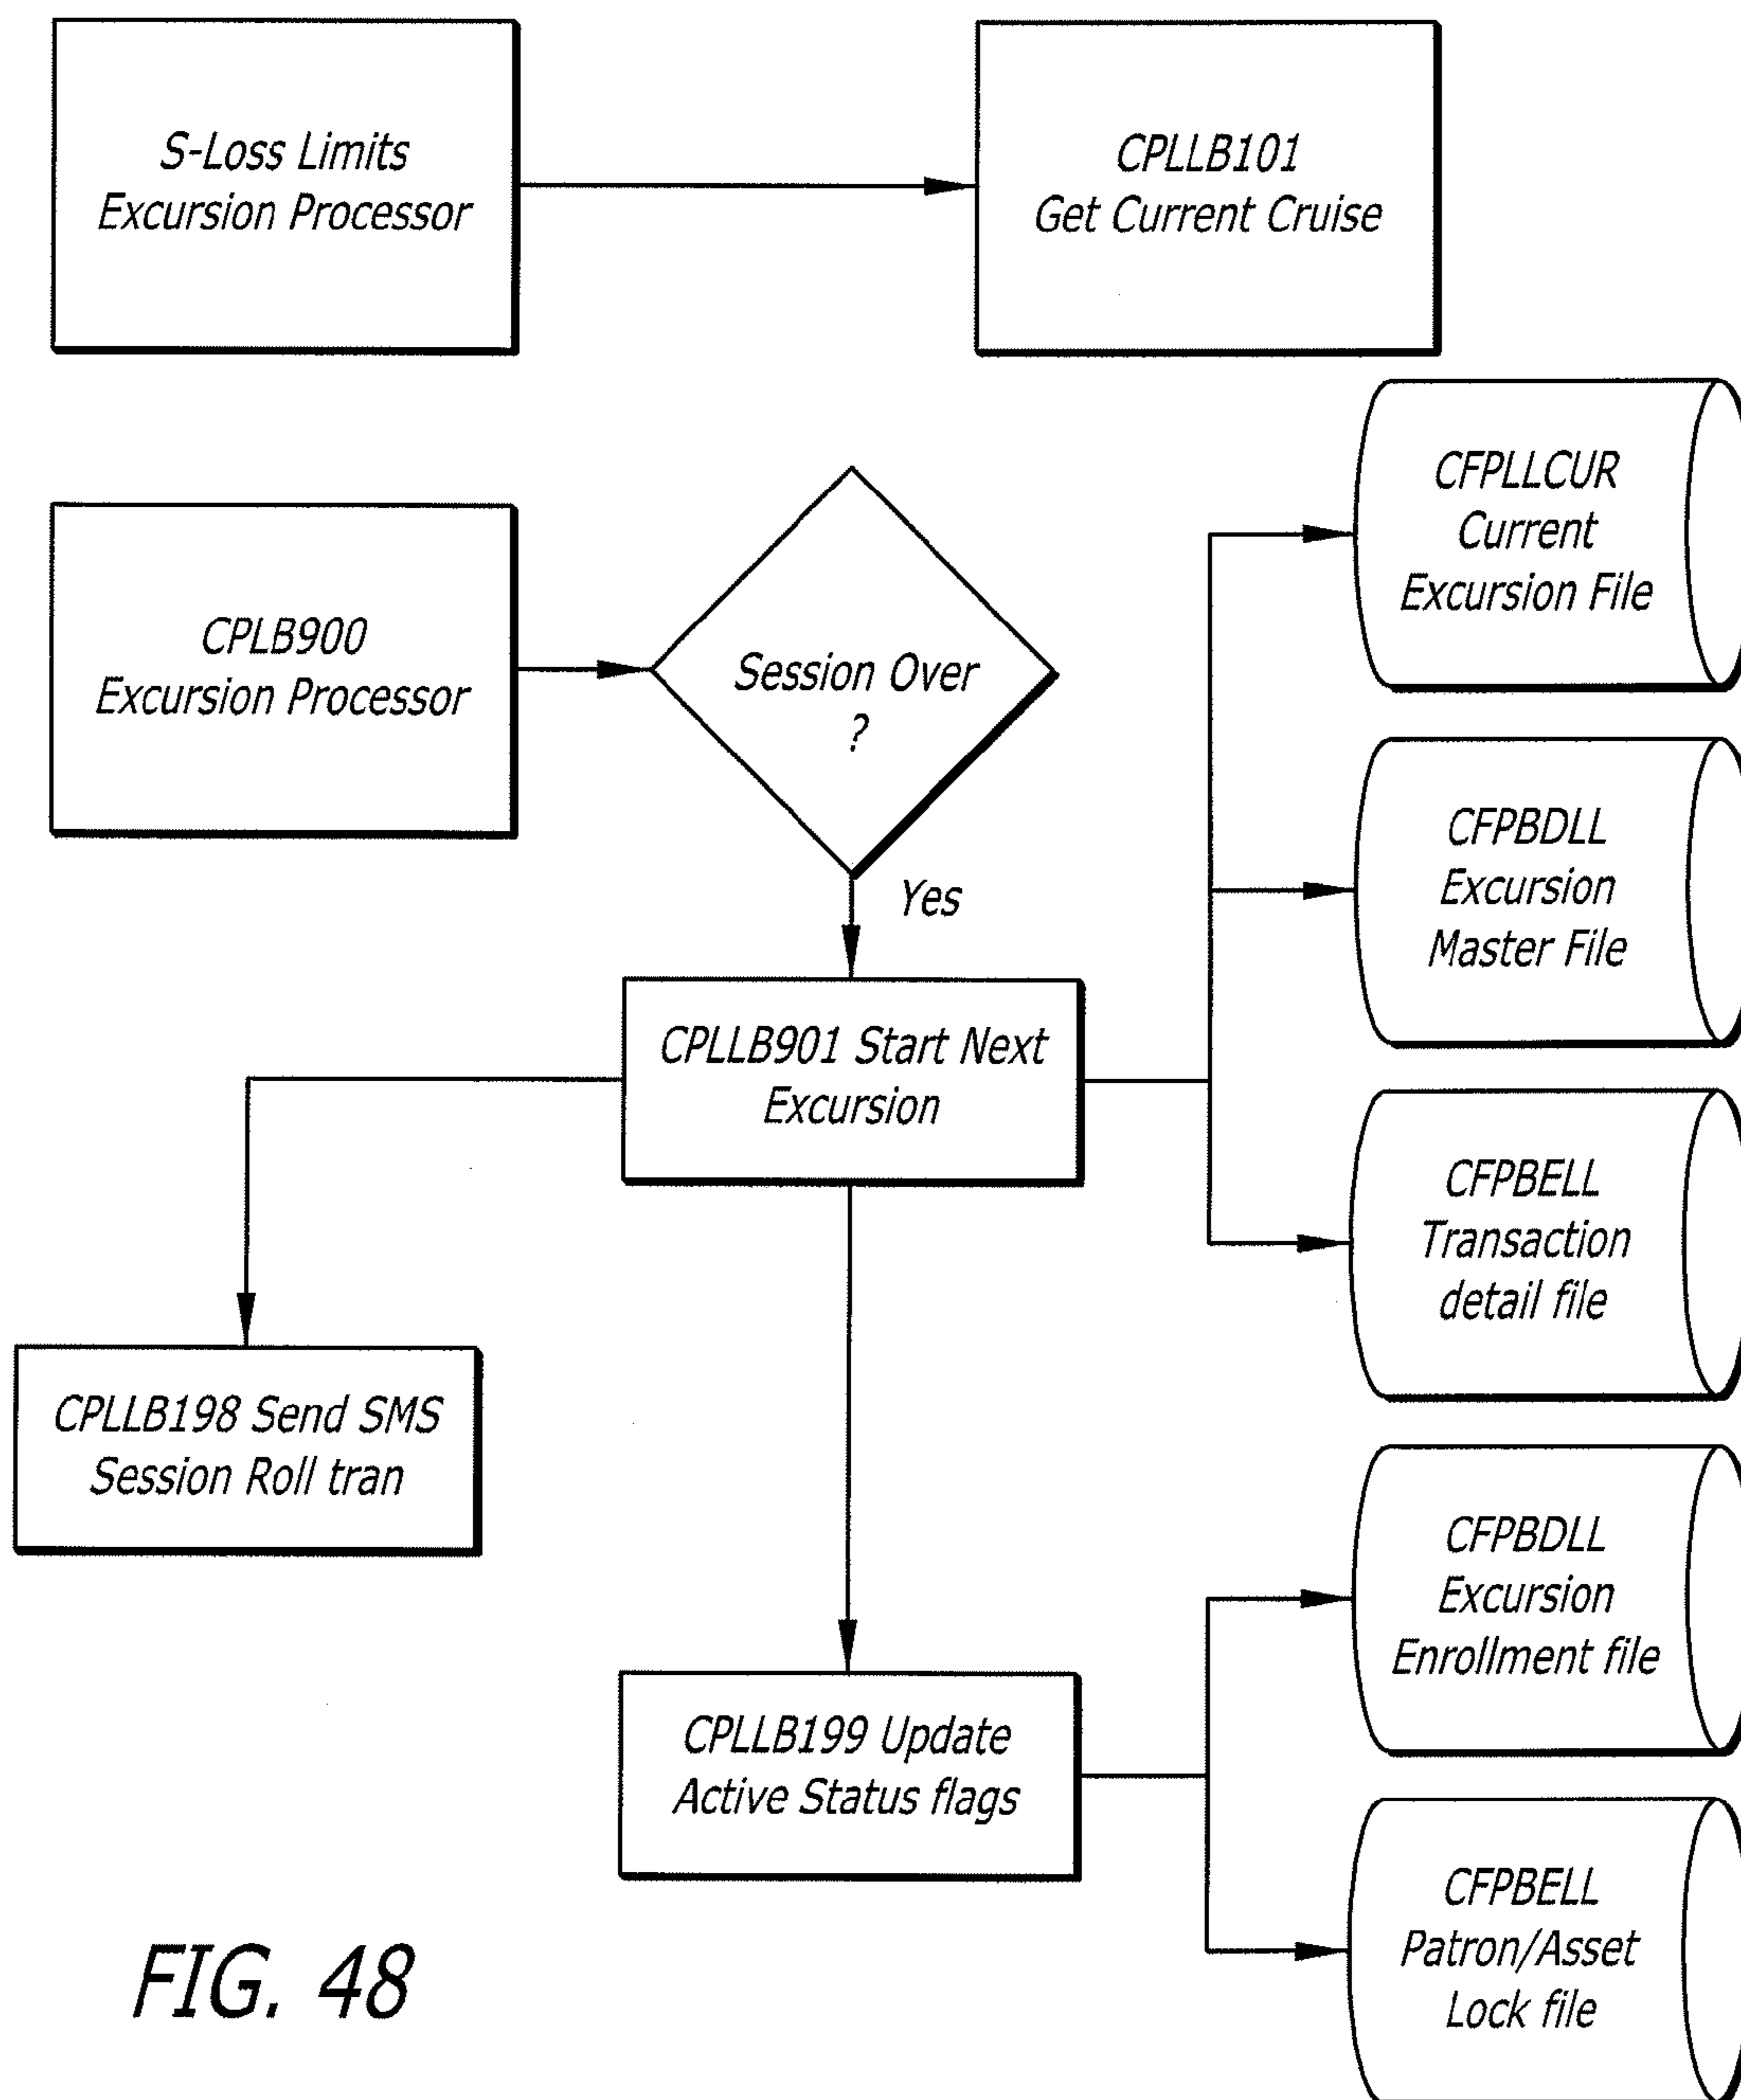 S-Loss Limits
Excursion Processor
CPLLB101
Get Current Cruise
CPLB900
Excursion Processor
Session Over
?
Yes
CFPLLCUR
Current
Excursion File
CFPBDLL
Excursion
Master File
CPLLB901 Start Next
Excursion
CFPBELL
Transaction
detail file
CPLLB198 Send SMS
Session Roll tran
CFPBDLL
Excursion
Enrollment file
CPLLB199 Update
Active Status flags
CFPBELL
Patron/Asset
Lock file
FIG. 48